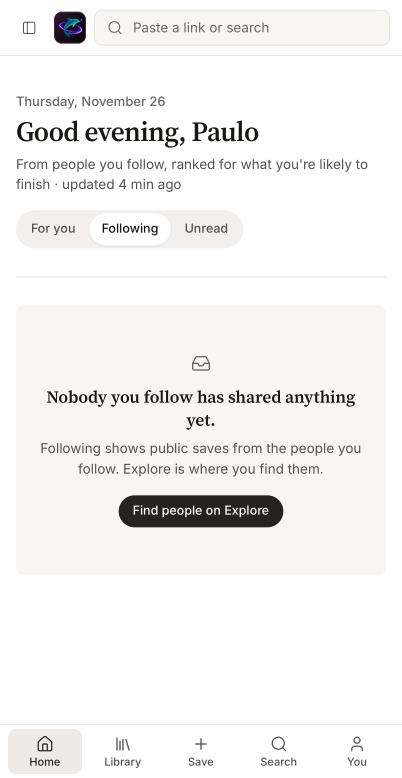 Paste a link or search
Thursday, November 26
Good evening, Paulo
From people you follow, ranked for what you're likely to
finish · updated 4 min ago
For you Following Unread
Nobody you follow has shared anything
yet.
Following shows public saves from the people you
follow. Explore is where you find them.
Find people on Explore
Home Library Save Search You